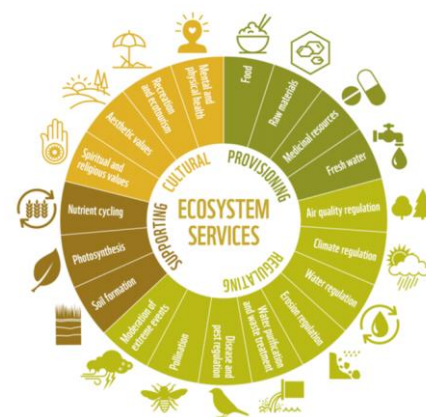 ECOSYSTEM
SERVICES
PROVISIONING
Food
Raw materials
Medicinal resources
Fresh water
REGULATING
Air quality regulation
Climate regulation
Water regulation
Erosion regulation
Water purification
and waste treatment
Disease and
pest regulation
Pollination
Moderation of
extreme events
SUPPORTING
Soil formation
Photosynthesis
Nutrient cycling
CULTURAL
Spiritual and
religious values
Aesthetic values
Recreation
and ecotourism
Mental and
physical health